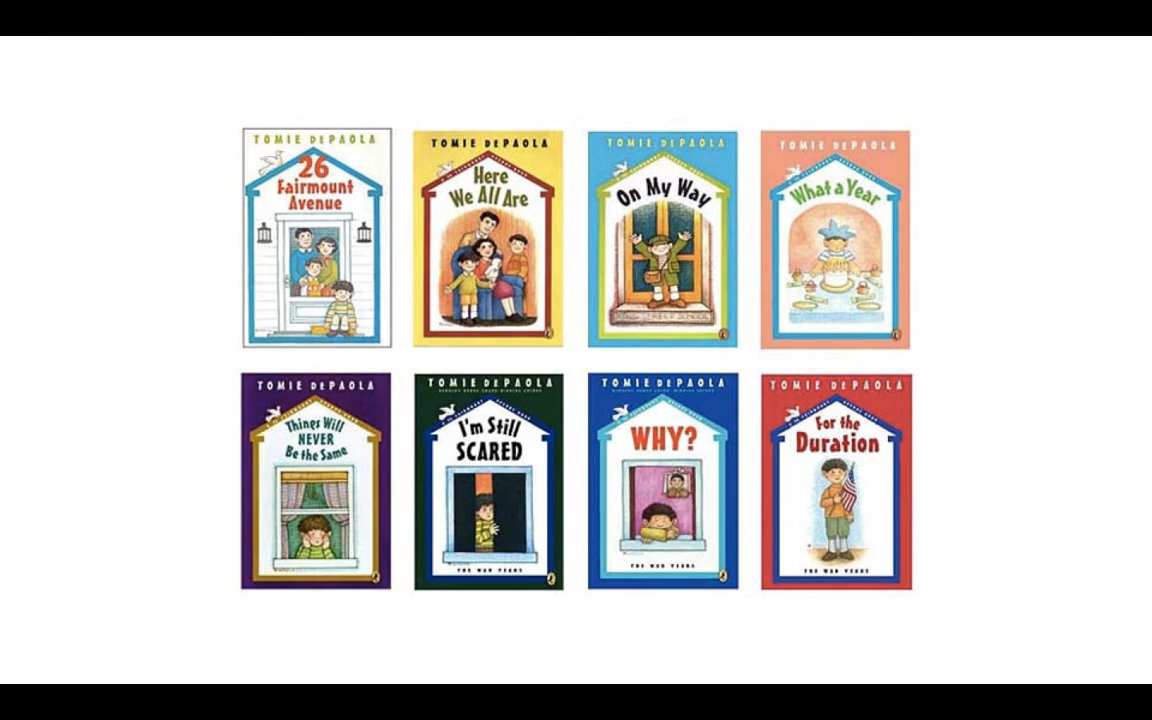 TOMIE DEPAOLA
26
Fairmount
Avenue
TOMIE DEPAOLA
Here
We All Are
TOMIE DEPAOLA
On My Way
TOMIE DEPAOLA
What a Year
TOMIE DEPAOLA
Things Will
NEVER
Be the Same
TOMIE DEPAOLA
I'm Still
SCARED
THE WAR YEARS
TOMIE DEPAOLA
WHY?
THE WAR YEARS
TOMIE DEPAOLA
For the
Duration
THE WAR YEARS